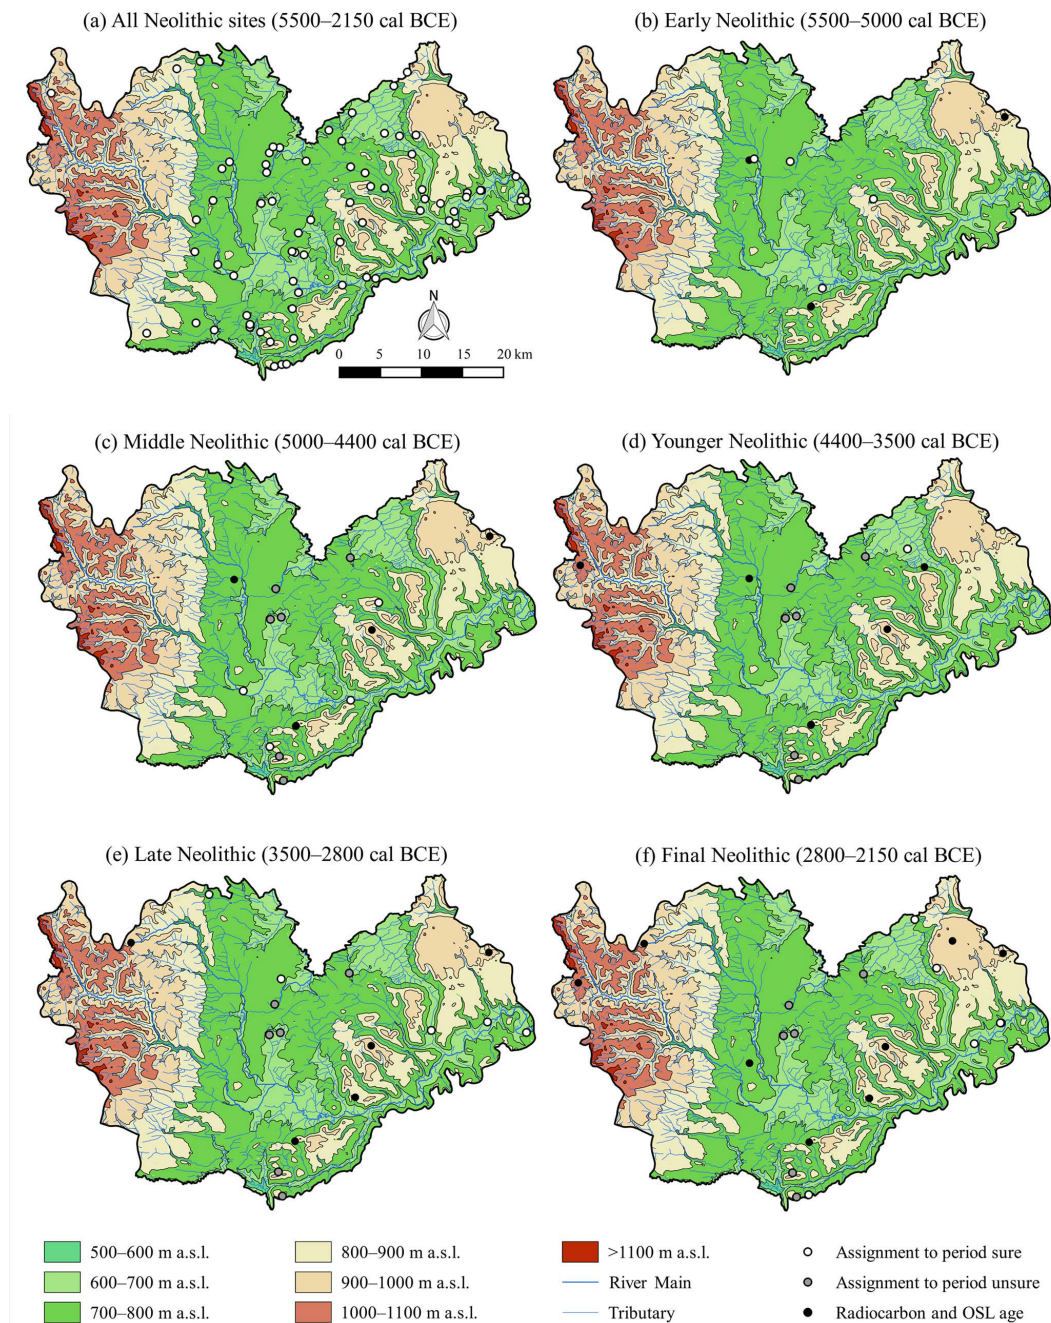 (a) All Neolithic sites (5500–2150 cal BCE)
(b) Early Neolithic (5500–5000 cal BCE)
N
0 5 10 15 20 km
(c) Middle Neolithic (5000–4400 cal BCE)
(d) Younger Neolithic (4400–3500 cal BCE)
(e) Late Neolithic (3500–2800 cal BCE)
(f) Final Neolithic (2800–2150 cal BCE)
500–600 m a.s.l.
600–700 m a.s.l.
700–800 m a.s.l.
800–900 m a.s.l.
900–1000 m a.s.l.
1000–1100 m a.s.l.
>1100 m a.s.l.
River Main
Tributary
Assignment to period sure
Assignment to period unsure
Radiocarbon and OSL age